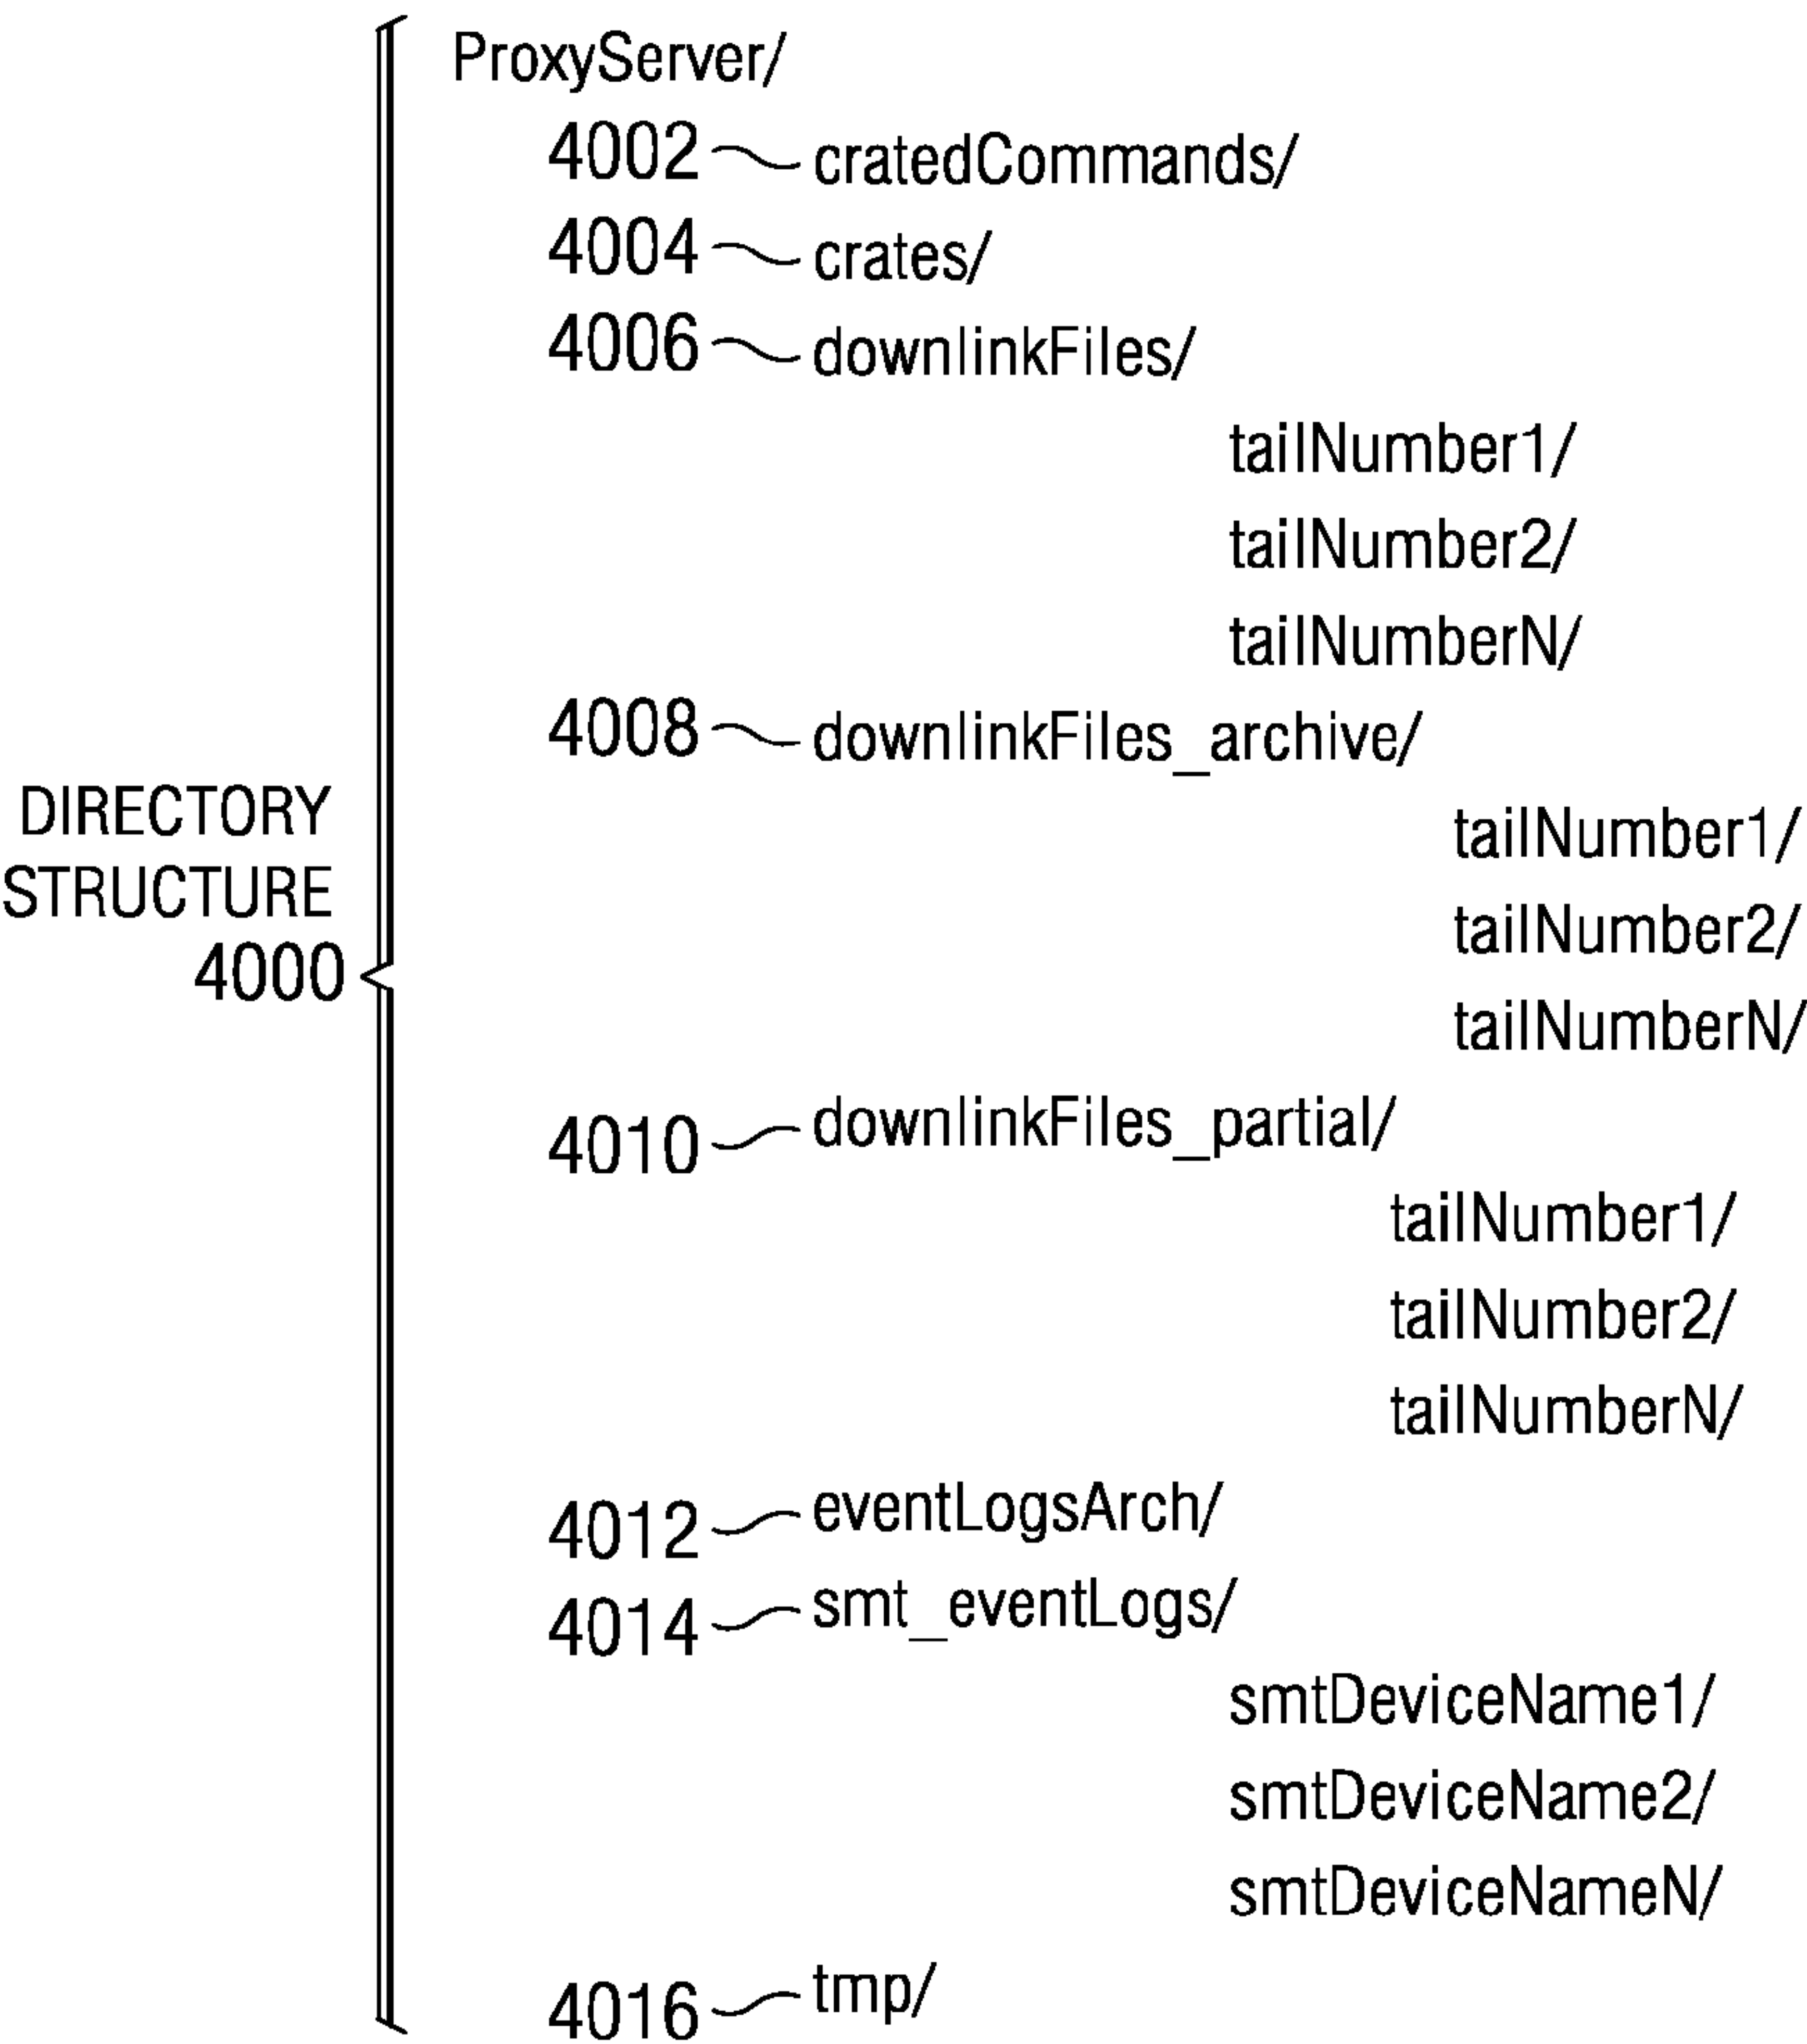 ProxyServer/
4002 cratedCommands/
4004 crates/
4006 downlinkFiles/
tailNumber1/
tailNumber2/
tailNumberN/
4008 downlinkFiles_archive/
DIRECTORY
STRUCTURE
4000
tailNumber1/
tailNumber2/
tailNumberN/
4010 downlinkFiles_partial/
tailNumber1/
tailNumber2/
tailNumberN/
4012 eventLogsArch/
4014 smt_eventLogs/
smtDeviceName1/
smtDeviceName2/
smtDeviceNameN/
4016 tmp/